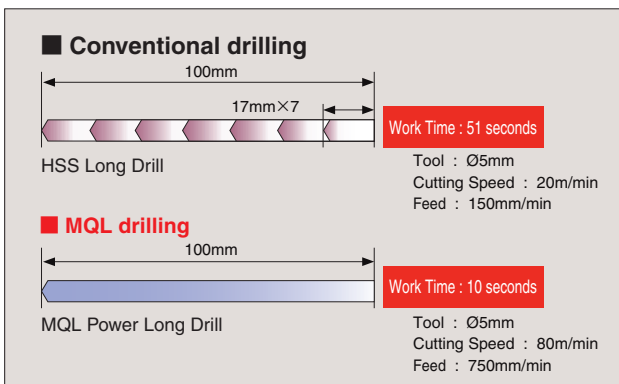 ■ Conventional drilling
100mm
17mm×7
Work Time : 51 seconds
HSS Long Drill
Tool : Ø5mm
Cutting Speed : 20m/min
Feed : 150mm/min
■ MQL drilling
100mm
Work Time : 10 seconds
MQL Power Long Drill
Tool : Ø5mm
Cutting Speed : 80m/min
Feed : 750mm/min